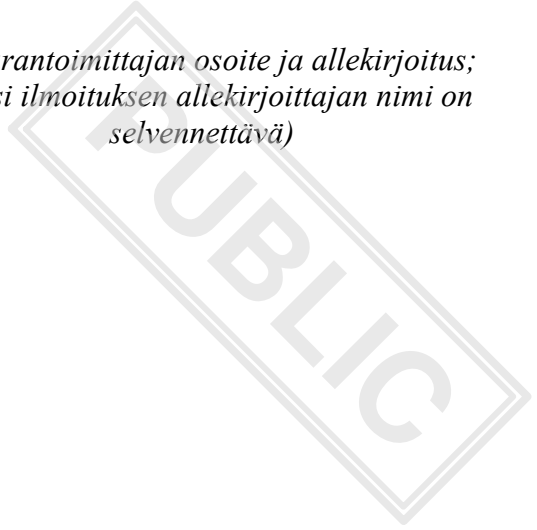 rantoimittajan osoite ja allekirjoitus;
si ilmoituksen allekirjoittajan nimi on
selvennettävä)
PUBLIC